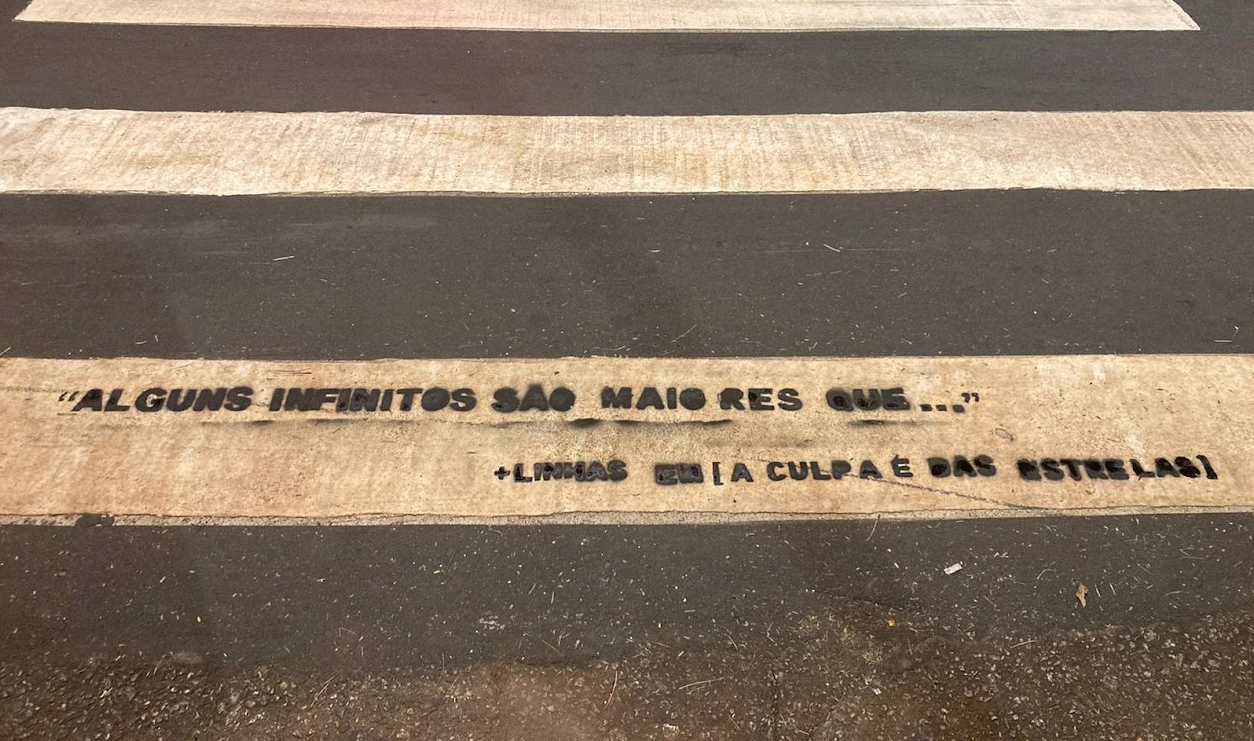 “ALGUNS INFINITOS SÃO MAIORES QUE...”
+LINHAS EM [A CULPA É DAS ESTRELAS]